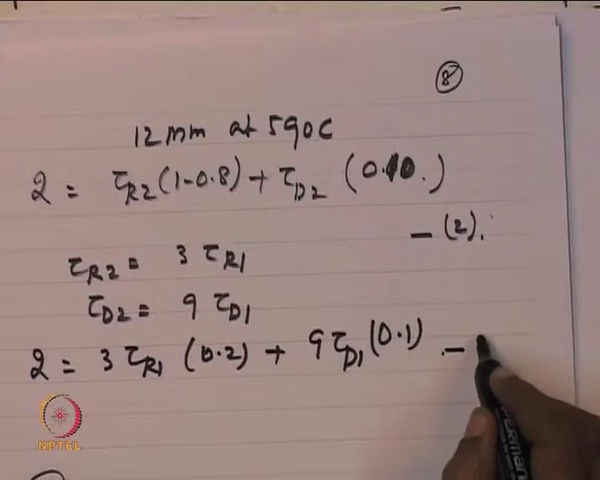 8
12 mm at 590C
2 = τR2 (1-0.8) + τD2 (0.10.)
- (2).
τR2 = 3 τR1
τD2 = 9 τD1
2 = 3 τR1 (0.2) + 9 τD1 (0.1) . -
NPTEL